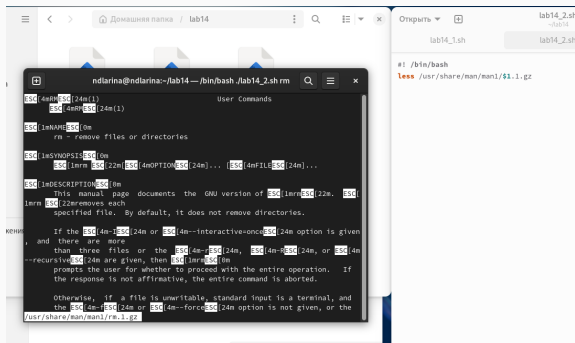 Домашняя папка / lab14
Открыть
lab14_2.sh
~/lab14
lab14_1.sh
lab14_2.sh
#! /bin/bash
less /usr/share/man/man1/$1.1.gz
ndlarina@ndlarina:~/lab14 — /bin/bash ./lab14_2.sh rm
ESC[4mRMESC[24m(1) User Commands
ESC[4mRMESC[24m(1)
ESC[1mNAMEESC[0m
rm - remove files or directories
ESC[1mSYNOPSISESC[0m
ESC[1mrm ESC[22m[ESC[4mOPTIONESC[24m]... [ESC[4mFILEESC[24m]...
ESC[1mDESCRIPTIONESC[0m
This manual page documents the GNU version of ESC[1mrmESC[22m. ESC[
1mrm ESC[22mremoves each
specified file. By default, it does not remove directories.
If the ESC[4m-IESC[24m or ESC[4m--interactive=onceESC[24m option is given
, and there are more
than three files or the ESC[4m-rESC[24m, ESC[4m-RESC[24m, or ESC[4m
--recursiveESC[24m are given, then ESC[1mrmESC[0m
prompts the user for whether to proceed with the entire operation. If
the response is not affirmative, the entire command is aborted.
Otherwise, if a file is unwritable, standard input is a terminal, and
the ESC[4m-fESC[24m or ESC[4m--forceESC[24m option is not given, or the
/usr/share/man/man1/rm.1.gz